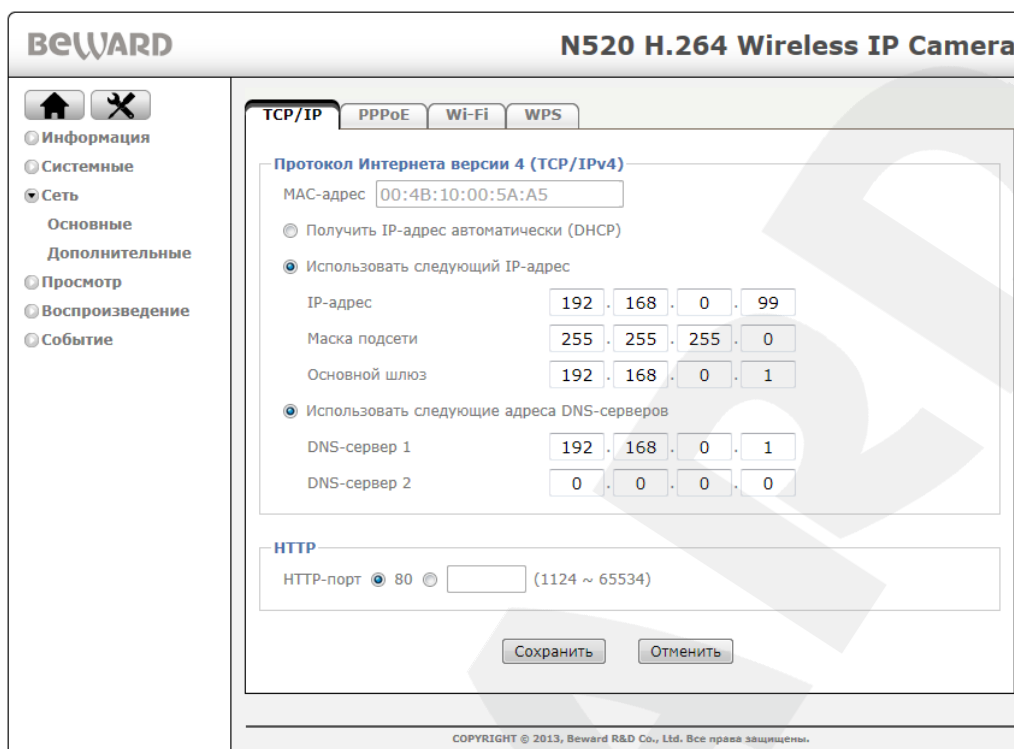 BEWARD
N520 H.264 Wireless IP Camera
Информация
Системные
Сеть
Основные
Дополнительные
Просмотр
Воспроизведение
Событие
TCP/IP PPPoE Wi-Fi WPS
Протокол Интернета версии 4 (TCP/IPv4)
MAC-адрес 00:4B:10:00:5A:A5
Получить IP-адрес автоматически (DHCP)
Использовать следующий IP-адрес
IP-адрес 192 . 168 . 0 . 99
Маска подсети 255 . 255 . 255 . 0
Основной шлюз 192 . 168 . 0 . 1
Использовать следующие адреса DNS-серверов
DNS-сервер 1 192 . 168 . 0 . 1
DNS-сервер 2 0 . 0 . 0 . 0
HTTP
HTTP-порт 80 (1124 ~ 65534)
Сохранить Отменить
COPYRIGHT © 2013, Beward R&D Co., Ltd. Все права защищены.